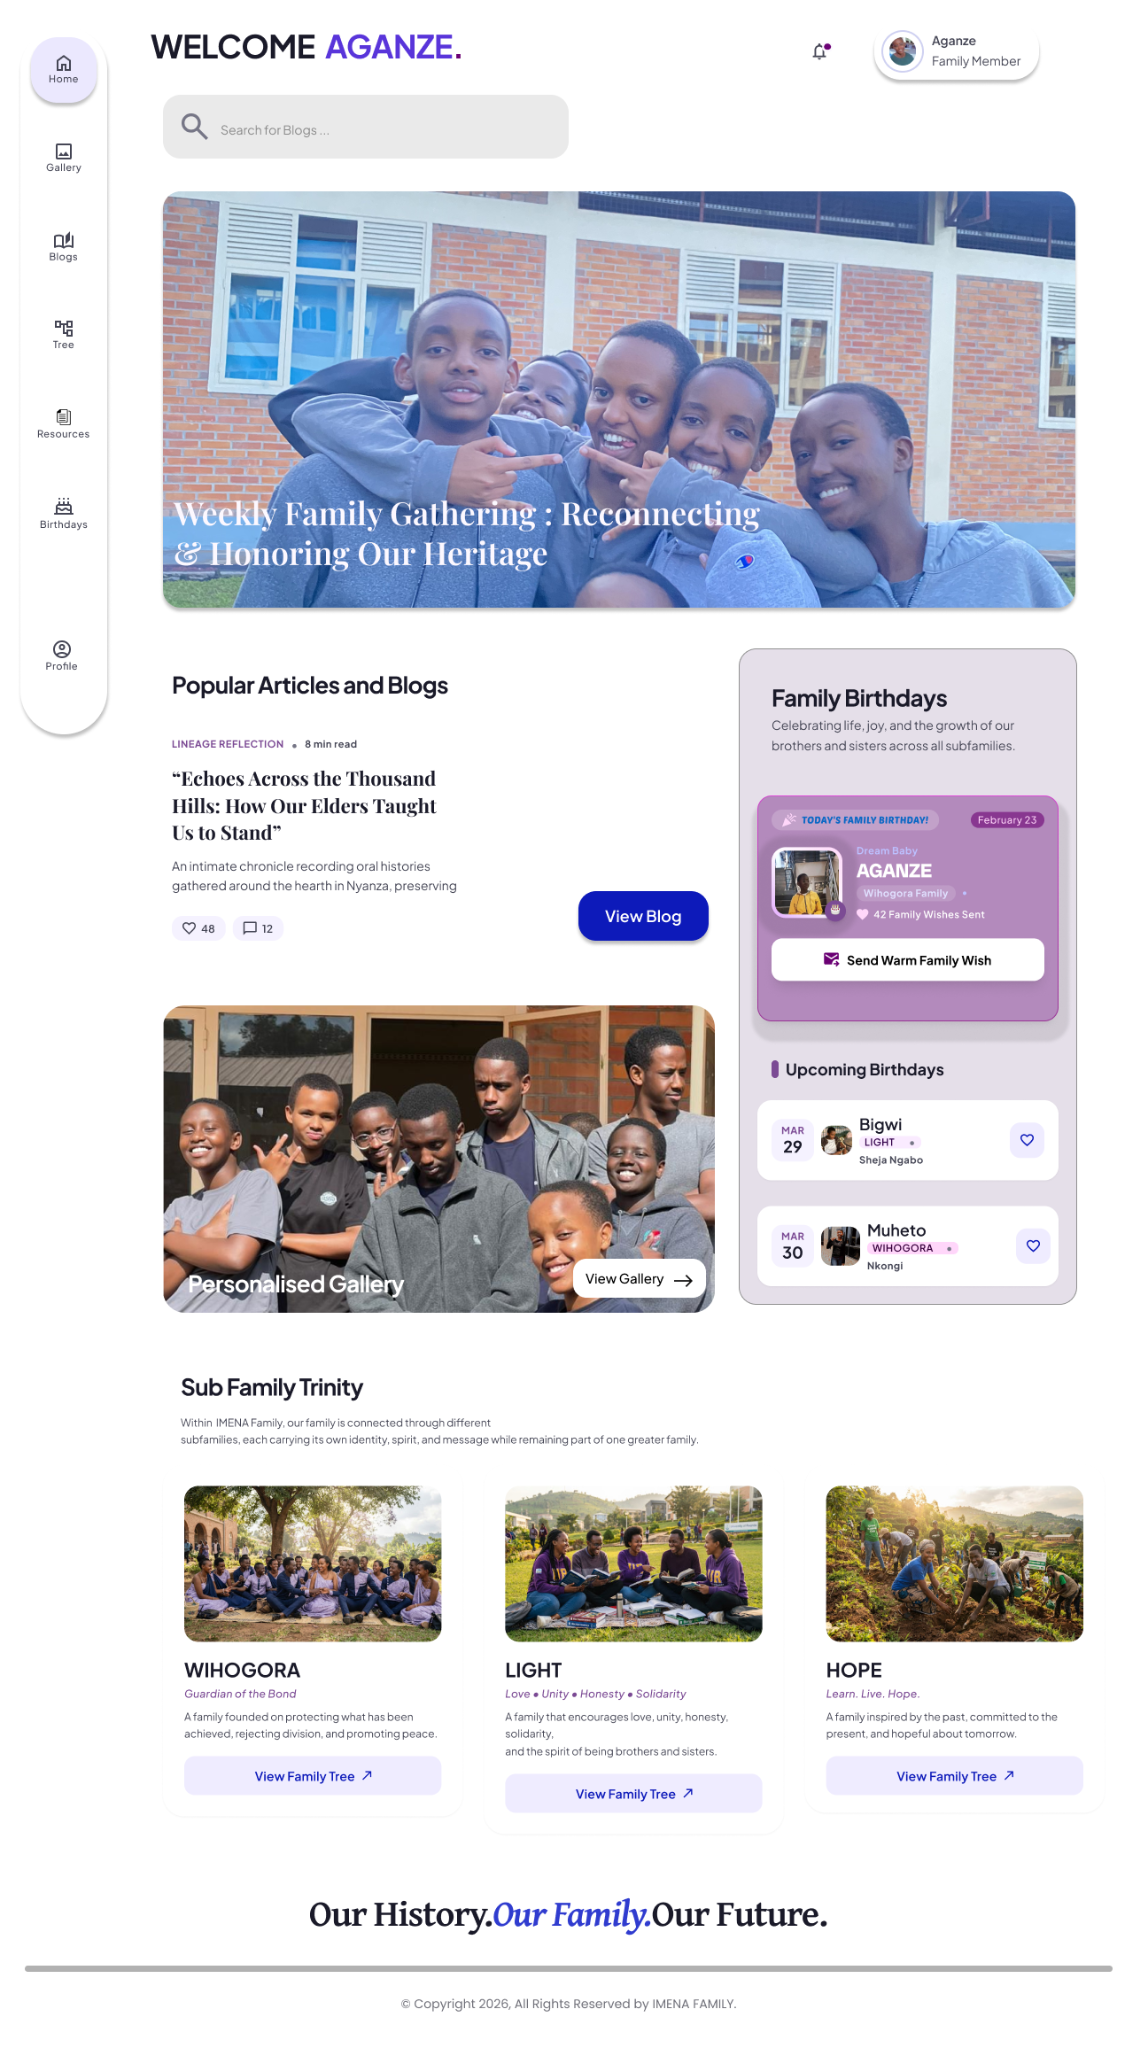 WELCOME AGANZE.
Aganze
Family Member
Home
Gallery
Blogs
Tree
Resources
Birthdays
Profile
Search for Blogs ...
Weekly Family Gathering : Reconnecting
& Honoring Our Heritage
Popular Articles and Blogs
LINEAGE REFLECTION • 8 min read
“Echoes Across the Thousand
Hills: How Our Elders Taught
Us to Stand”
An intimate chronicle recording oral histories
gathered around the hearth in Nyanza, preserving
48
12
View Blog
Personalised Gallery
View Gallery →
Family Birthdays
Celebrating life, joy, and the growth of our
brothers and sisters across all subfamilies.
TODAY'S FAMILY BIRTHDAY!
February 23
Dream Baby
AGANZE
Wihogora Family •
42 Family Wishes Sent
Send Warm Family Wish
Upcoming Birthdays
MAR
29
Bigwi
LIGHT •
Sheja Ngabo
MAR
30
Muheto
WIHOGORA •
Nkongi
Sub Family Trinity
Within IMENA Family, our family is connected through different
subfamilies, each carrying its own identity, spirit, and message while remaining part of one greater family.
WIHOGORA
Guardian of the Bond
A family founded on protecting what has been
achieved, rejecting division, and promoting peace.
View Family Tree ↗
LIGHT
Love • Unity • Honesty • Solidarity
A family that encourages love, unity, honesty,
solidarity,
and the spirit of being brothers and sisters.
View Family Tree ↗
HOPE
Learn. Live. Hope.
A family inspired by the past, committed to the
present, and hopeful about tomorrow.
View Family Tree ↗
Our History.Our Family.Our Future.
© Copyright 2026, All Rights Reserved by IMENA FAMILY.